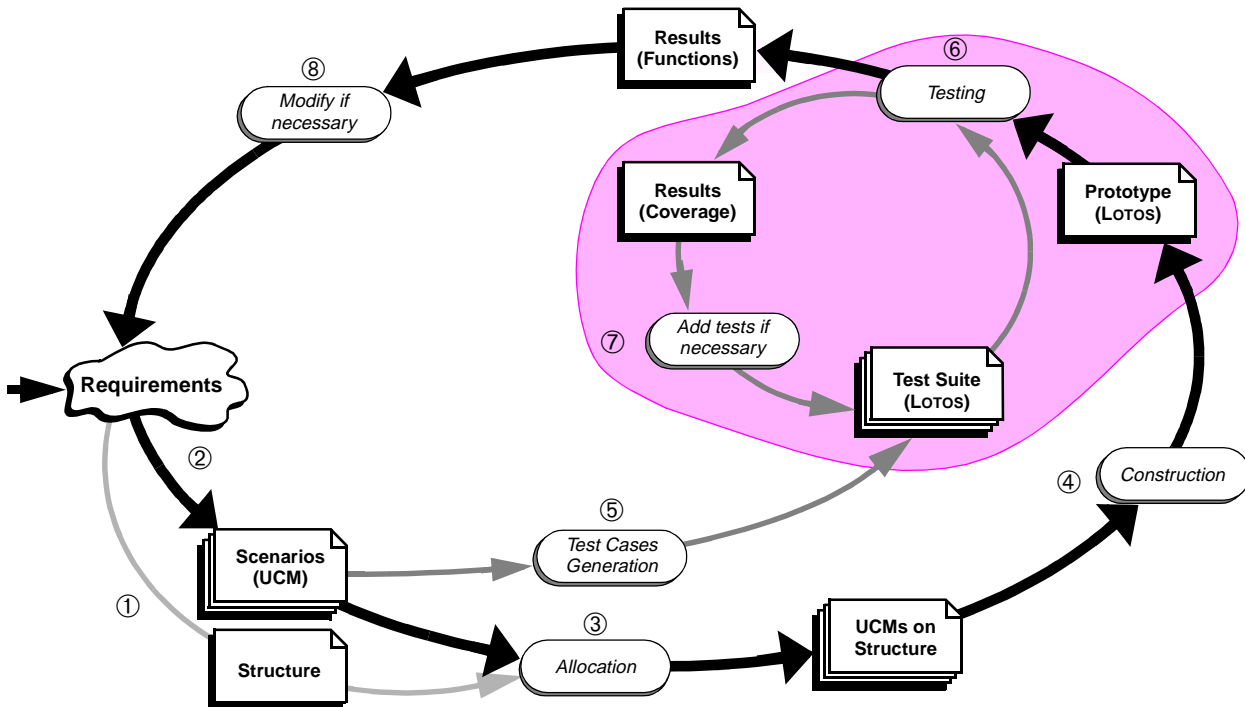 Results
(Functions)
⑥
Testing
⑧
Modify if
necessary
Results
(Coverage)
Prototype
(LOTOS)
⑦
Add tests if
necessary
Test Suite
(LOTOS)
Requirements
②
④
Construction
⑤
Test Cases
Generation
Scenarios
(UCM)
①
③
Structure
Allocation
UCMs on
Structure